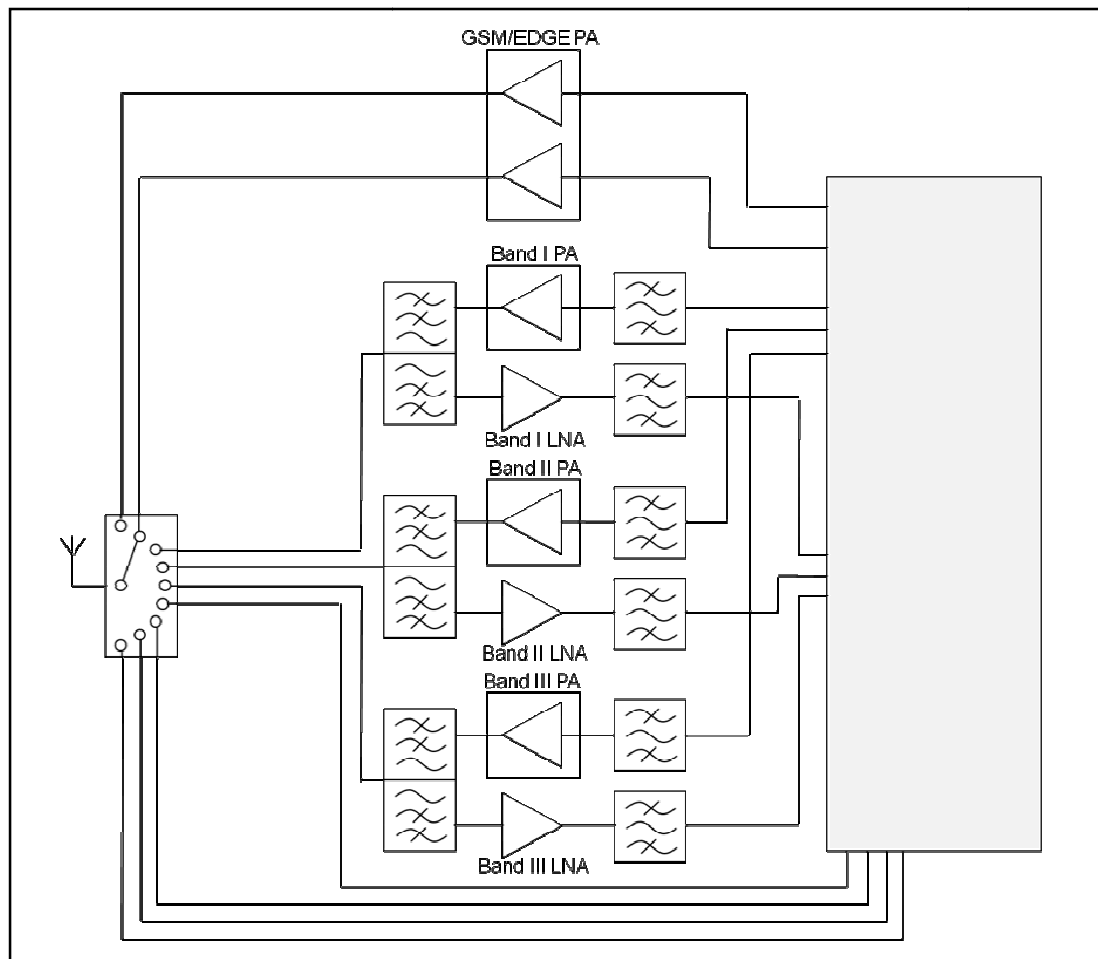 GSM/EDGE PA
Band I PA
Band I LNA
Band II PA
Band II LNA
Band III PA
Band III LNA